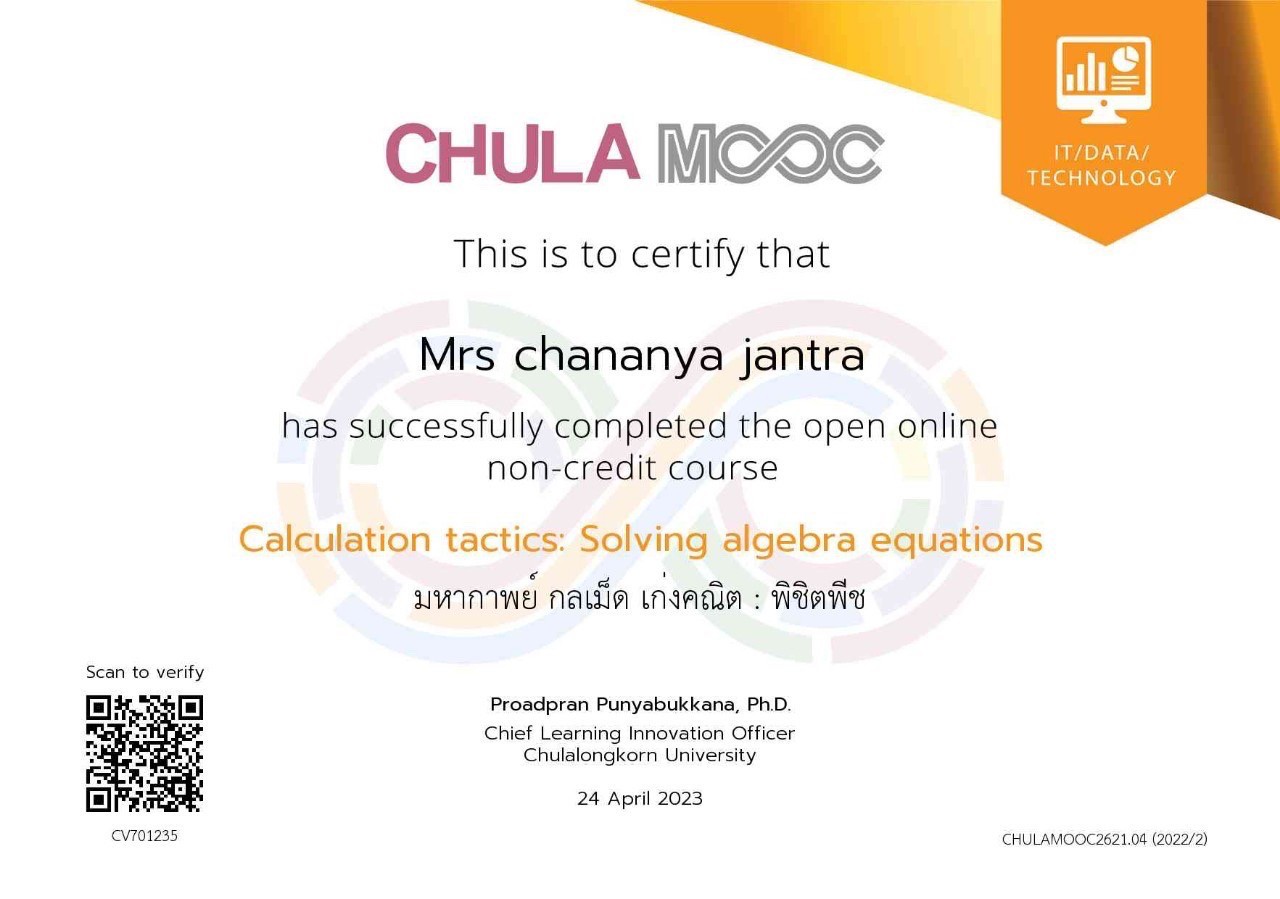 IT/DATA/
TECHNOLOGY
CHULA MOOC
This is to certify that
Mrs chananya jantra
has successfully completed the open online
non-credit course
Calculation tactics: Solving algebra equations
มหากาพย์ กลเม็ด เก่งคณิต : พิชิตพีช
Scan to verify
CV701235
Proadpran Punyabukkana, Ph.D.
Chief Learning Innovation Officer
Chulalongkorn University
24 April 2023
CHULAMOOC2621.04 (2022/2)